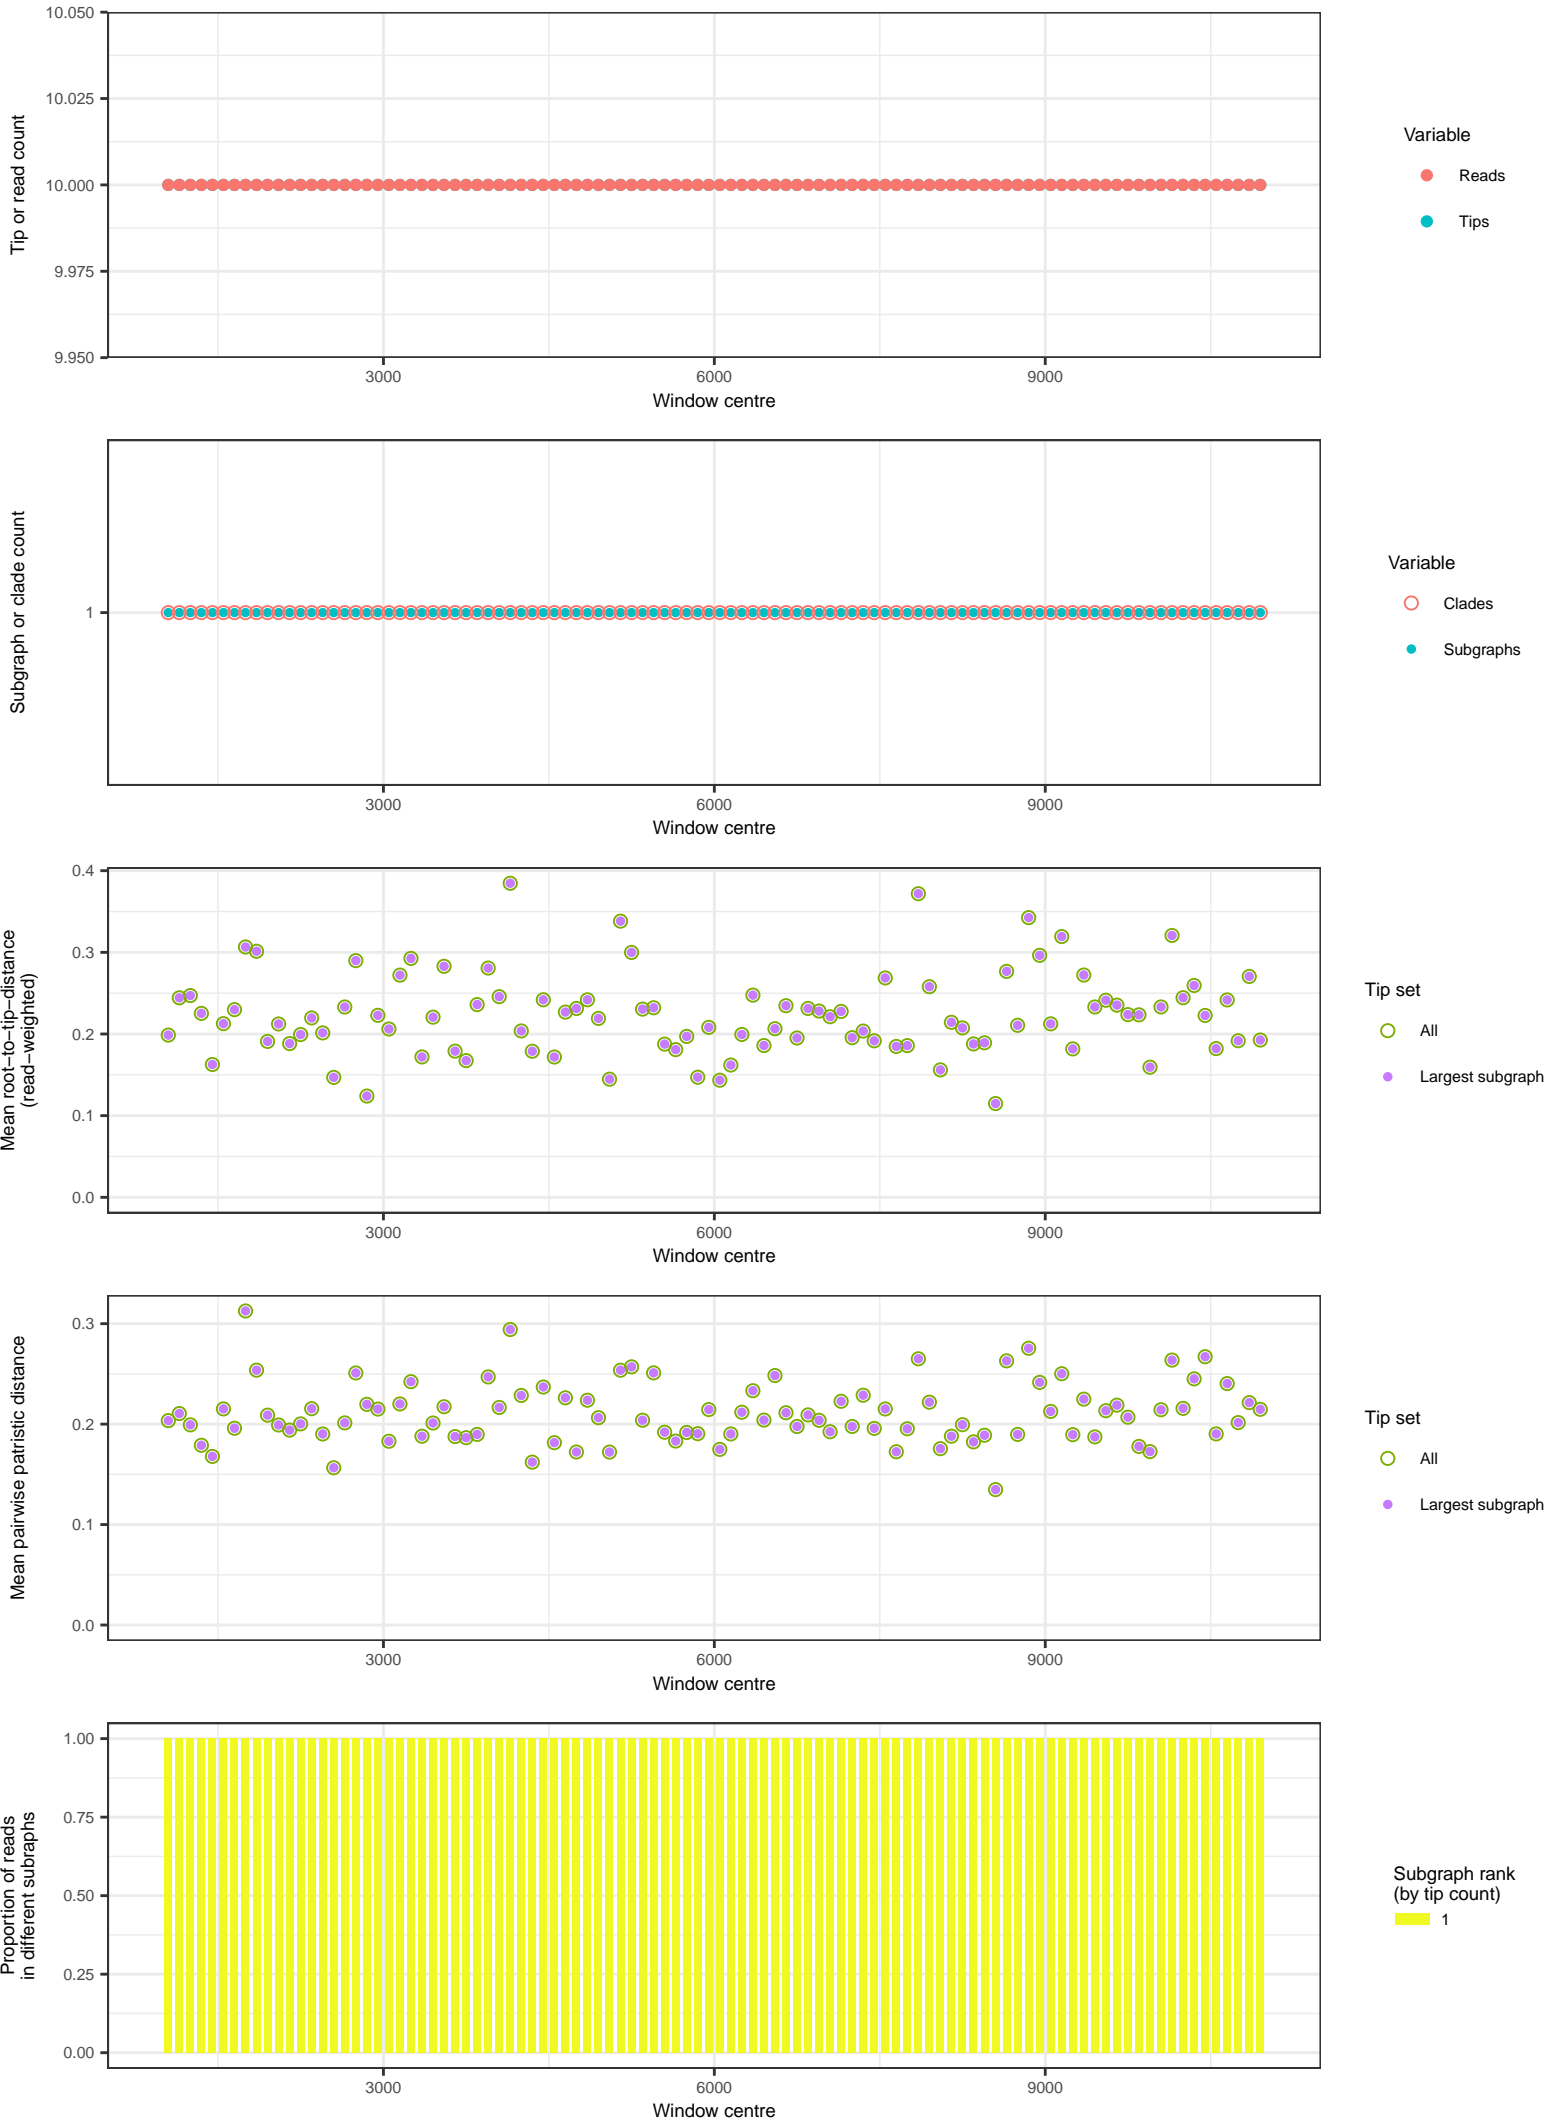 10.050
10.025
10.000
9.975
9.950
Tip or read count
3000
6000
9000
Window centre
Variable
Reads
Tips
Subgraph or clade count
1
3000
6000
9000
Window centre
Variable
Clades
Subgraphs
Mean root−to−tip−distance
(read−weighted)
0.4
0.3
0.2
0.1
0.0
3000
6000
9000
Window centre
Tip set
All
Largest subgraph
Mean pairwise patristic distance
0.3
0.2
0.1
0.0
3000
6000
9000
Window centre
Tip set
All
Largest subgraph
Proportion of reads
in different subraphs
1.00
0.75
0.50
0.25
0.00
3000
6000
9000
Window centre
Subgraph rank
(by tip count)
1